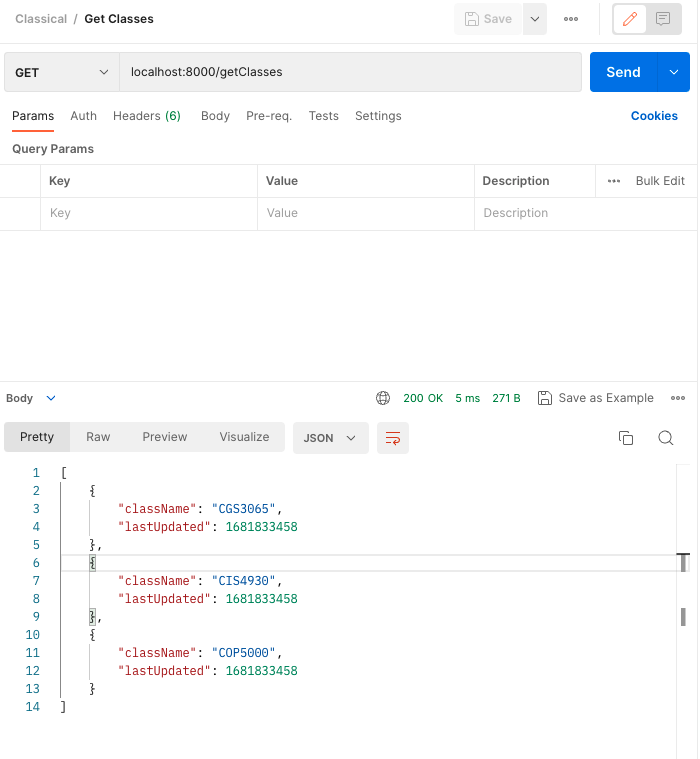 Classical / Get Classes Save
GET localhost:8000/getClasses Send
Params Auth Headers (6) Body Pre-req. Tests Settings Cookies
Query Params
Key Value Description Bulk Edit
Key Value Description
Body 200 OK 5 ms 271 B Save as Example
Pretty Raw Preview Visualize JSON
1 [
2 {
3 "className": "CGS3065",
4 "lastUpdated": 1681833458
5 },
6 {
7 "className": "CIS4930",
8 "lastUpdated": 1681833458
9 },
10 {
11 "className": "COP5000",
12 "lastUpdated": 1681833458
13 }
14 ]